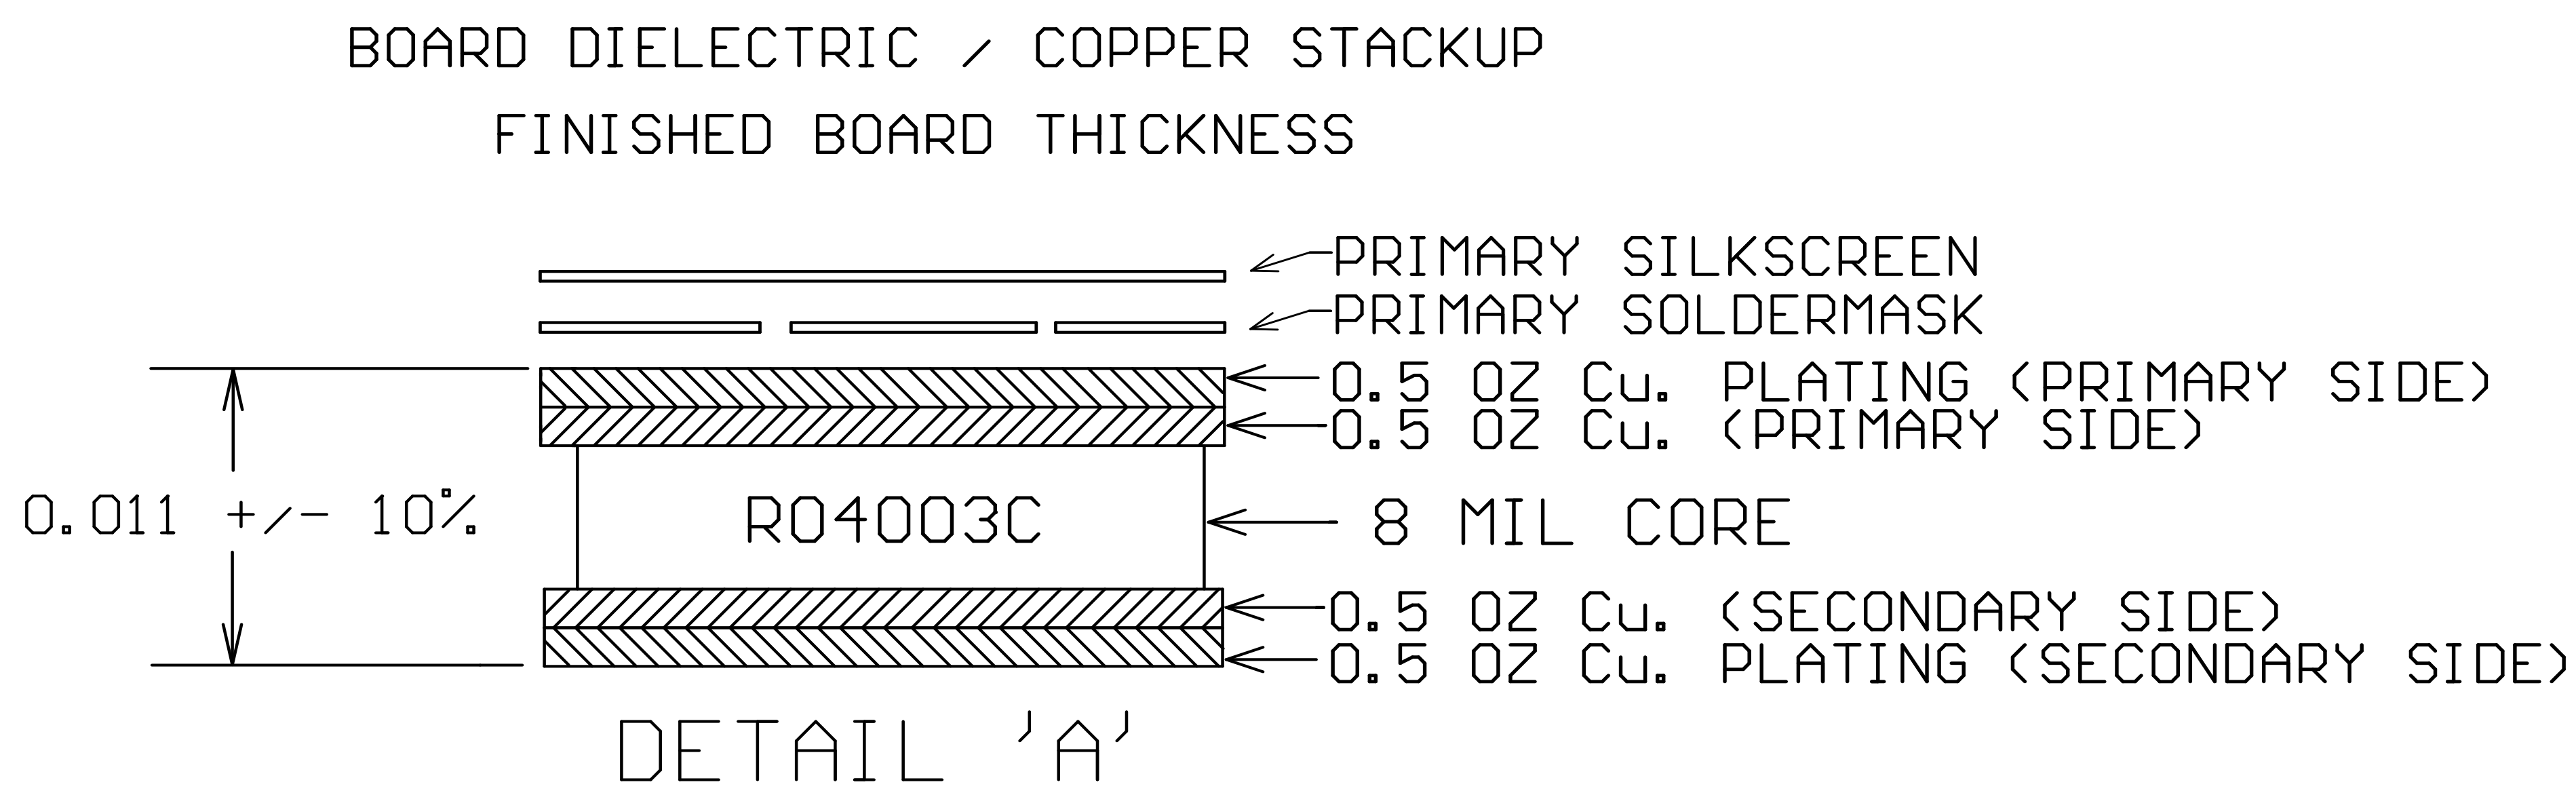 BOARD DIELECTRIC / COPPER STACKUP
FINISHED BOARD THICKNESS
PRIMARY SILKSCREEN
PRIMARY SOLDERMASK
0.5 OZ Cu. PLATING (PRIMARY SIDE)
0.5 OZ Cu. (PRIMARY SIDE)
0.011 +/- 10%
RO4003C
8 MIL CORE
0.5 OZ Cu. (SECONDARY SIDE)
0.5 OZ Cu. PLATING (SECONDARY SIDE)
DETAIL 'A'